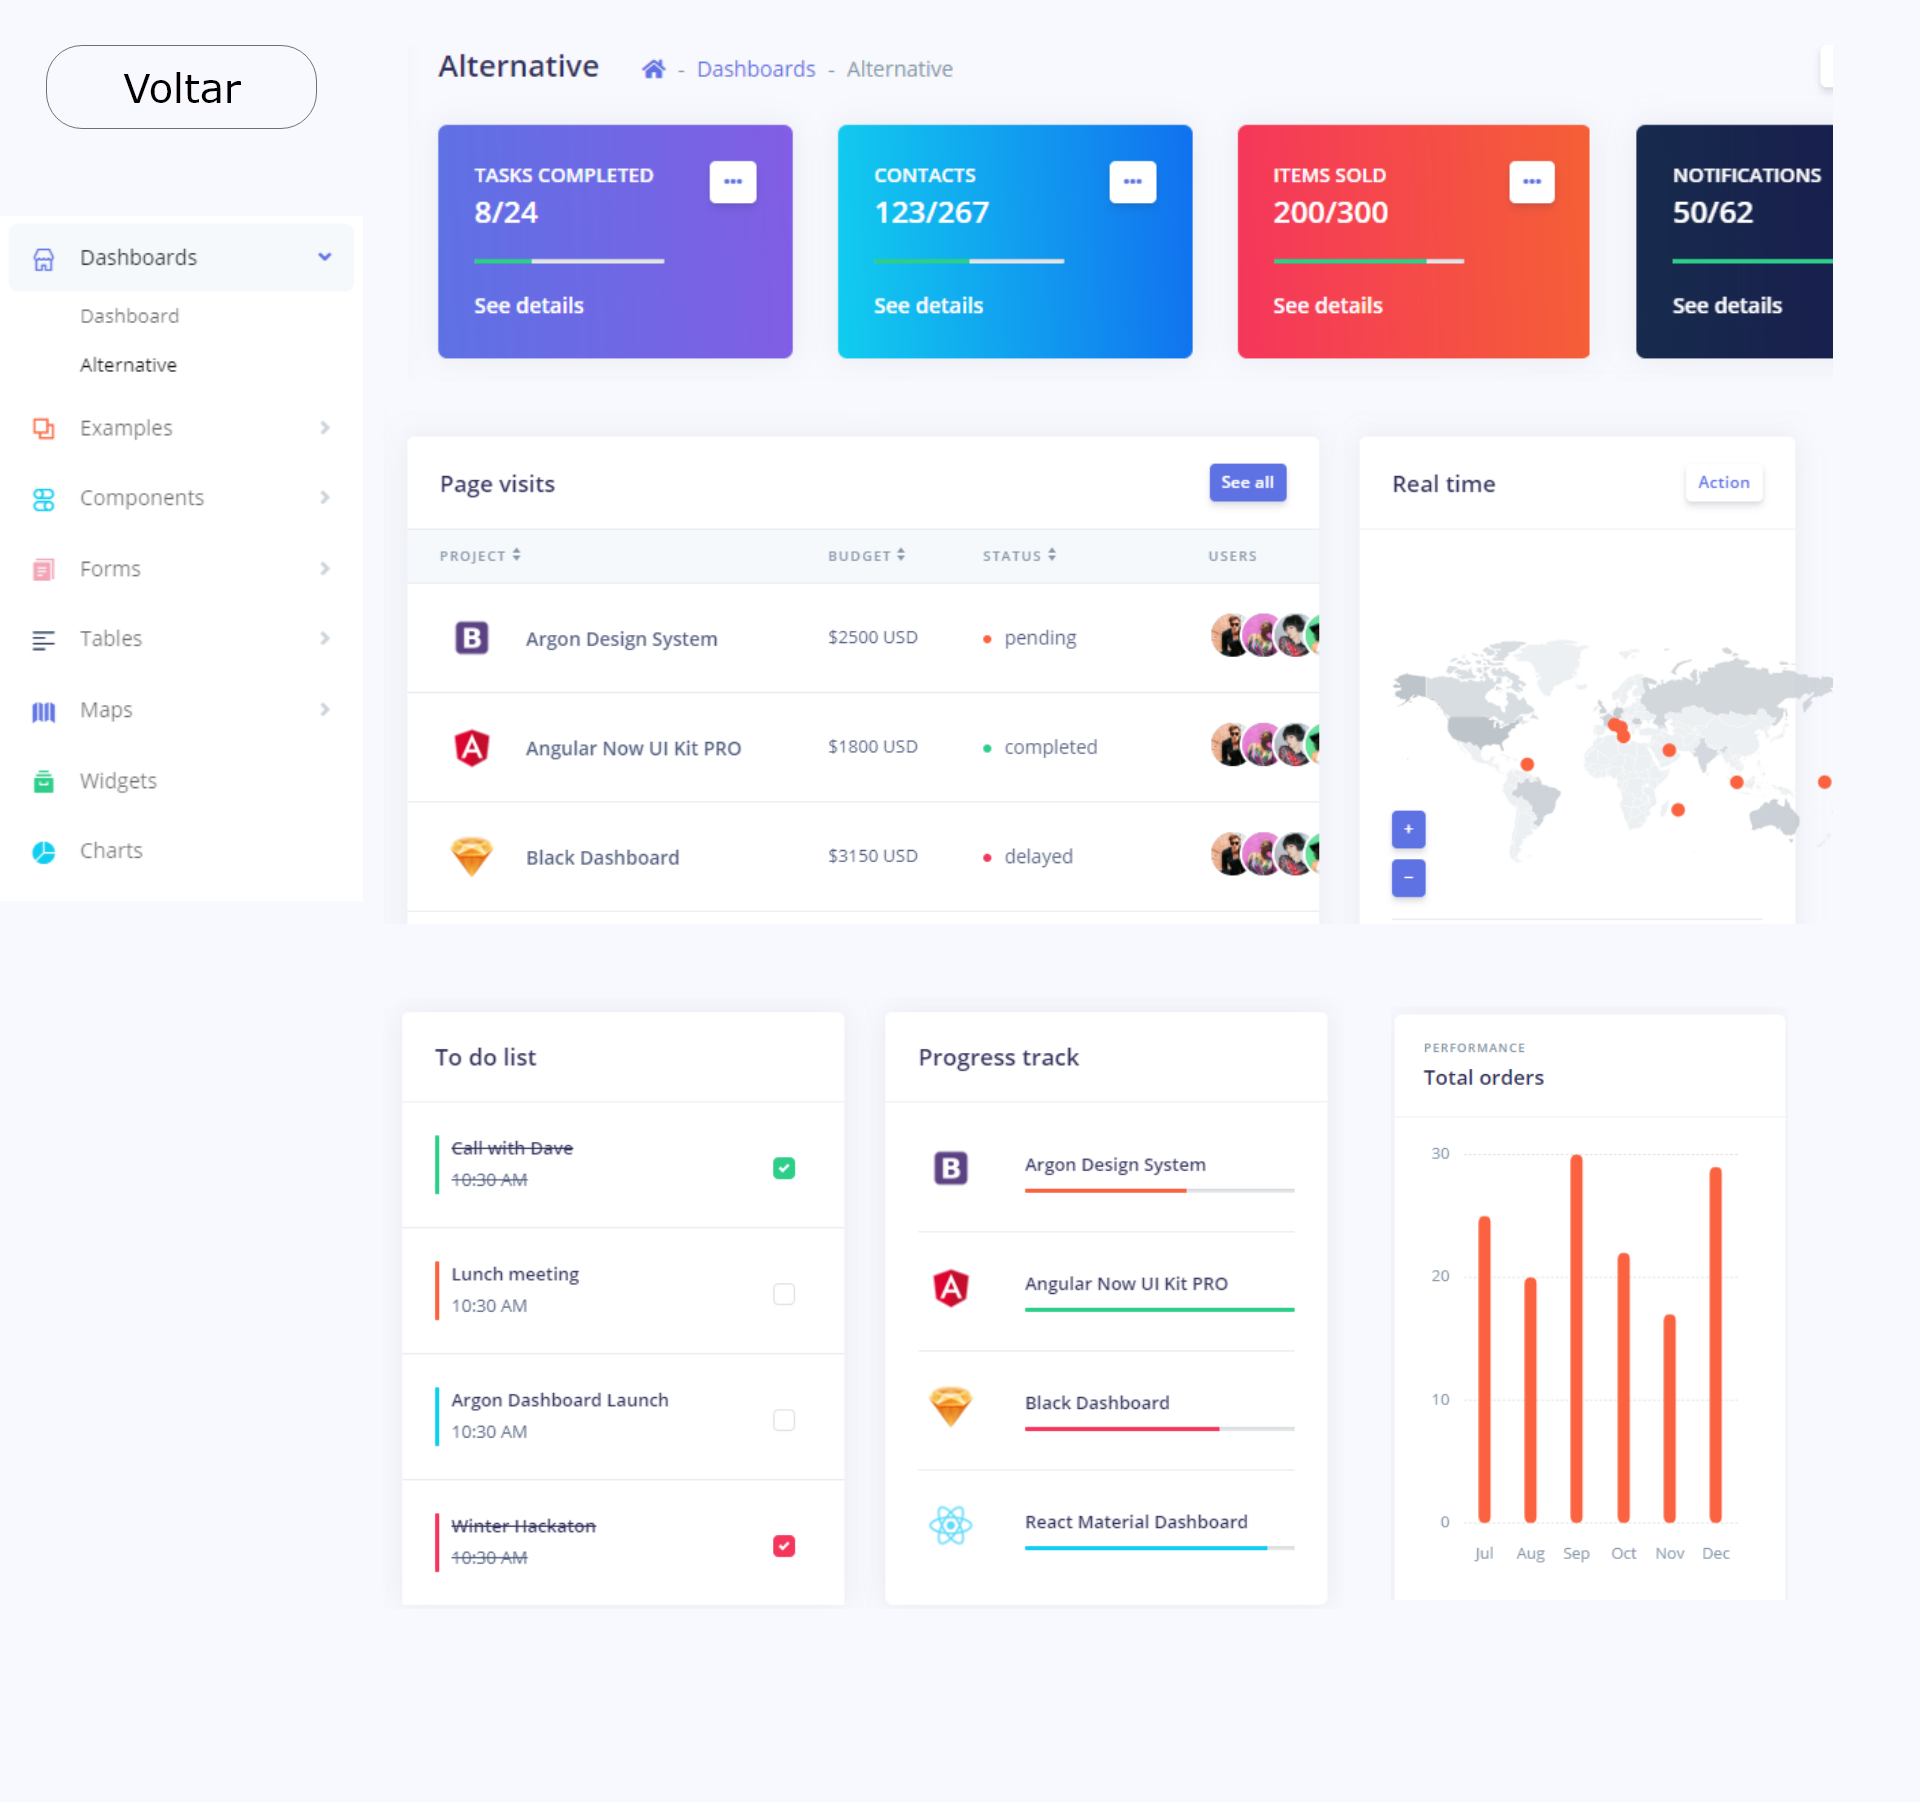 Voltar
Alternative
- Dashboards - Alternative
TASKS COMPLETED
8/24
See details
CONTACTS
123/267
See details
ITEMS SOLD
200/300
See details
NOTIFICATIONS
50/62
See details
Dashboards
Dashboard
Alternative
Examples
Components
Forms
Tables
Maps
Widgets
Charts
Page visits
See all
PROJECT BUDGET STATUS USERS
B Argon Design System $2500 USD pending
A Angular Now UI Kit PRO $1800 USD completed
Black Dashboard $3150 USD delayed
Real time
Action
+
−
To do list
Call with Dave
10:30 AM
Lunch meeting
10:30 AM
Argon Dashboard Launch
10:30 AM
Winter Hackaton
10:30 AM
Progress track
B Argon Design System
A Angular Now UI Kit PRO
Black Dashboard
React Material Dashboard
PERFORMANCE
Total orders
30
20
10
0
Jul Aug Sep Oct Nov Dec